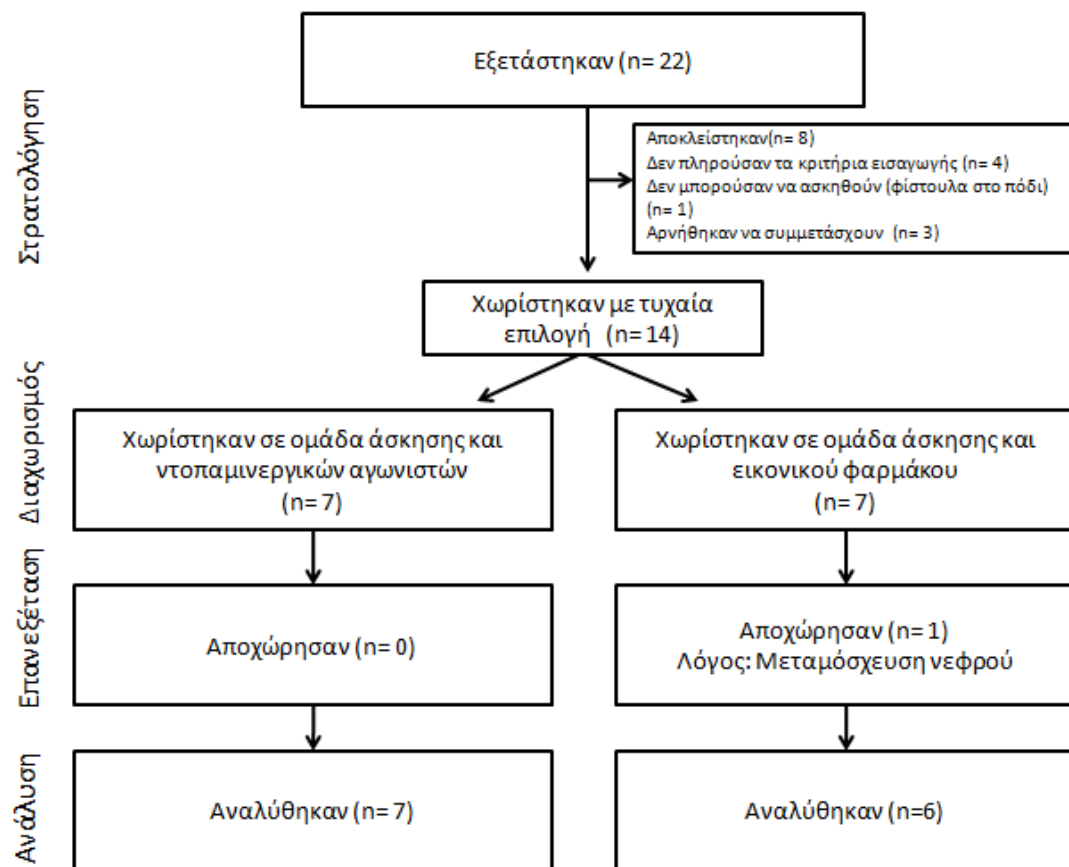 Στρατολόγηση
Εξετάστηκαν (n= 22)
Αποκλείστηκαν(n= 8)
Δεν πληρούσαν τα κριτήρια εισαγωγής (n= 4)
Δεν μπορούσαν να ασκηθούν (φίστουλα στο πόδι)
(n= 1)
Αρνήθηκαν να συμμετάσχουν (n= 3)
Χωρίστηκαν με τυχαία
επιλογή (n= 14)
Διαχωρισμός
Χωρίστηκαν σε ομάδα άσκησης και
ντοπαμινεργικών αγωνιστών
(n= 7)
Χωρίστηκαν σε ομάδα άσκησης και
εικονικού φαρμάκου
(n= 7)
Επανεξέταση
Αποχώρησαν (n= 0)
Αποχώρησαν (n= 1)
Λόγος: Μεταμόσχευση νεφρού
Ανάλυση
Αναλύθηκαν (n= 7)
Αναλύθηκαν (n=6)